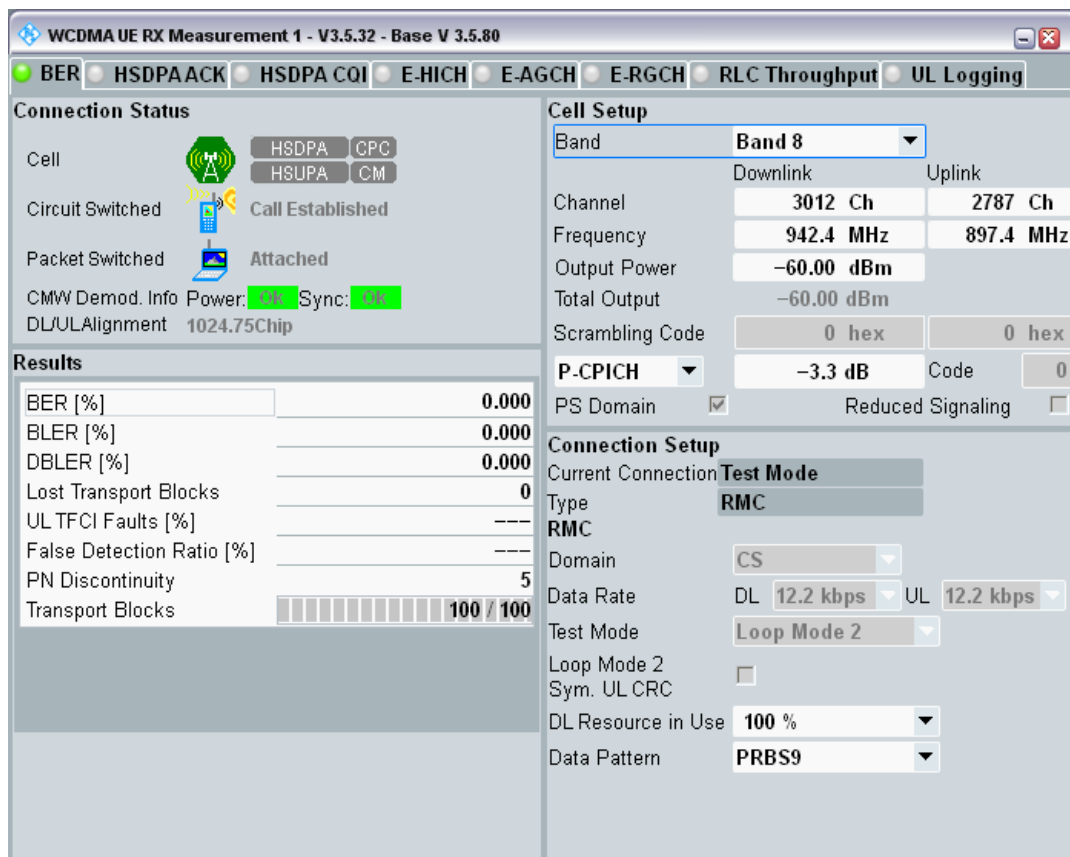 WCDMA UE RX Measurement 1 - V3.5.32 - Base V 3.5.80
BER HSDPA ACK HSDPA CQI E-HICH E-AGCH E-RGCH RLC Throughput UL Logging
Connection Status
Cell HSDPA CPC
HSUPA CM
Circuit Switched Call Established
Packet Switched Attached
CMW Demod. Info Power: Ok Sync: Ok
DL/UL Alignment 1024.75Chip
Results
BER [%] 0.000
BLER [%] 0.000
DBLER [%] 0.000
Lost Transport Blocks 0
UL TFCI Faults [%] ---
False Detection Ratio [%] ---
PN Discontinuity 5
Transport Blocks 100 / 100
Cell Setup
Band Band 8
Downlink Uplink
Channel 3012 Ch 2787 Ch
Frequency 942.4 MHz 897.4 MHz
Output Power −60.00 dBm
Total Output −60.00 dBm
Scrambling Code 0 hex 0 hex
P-CPICH −3.3 dB Code 0
PS Domain Reduced Signaling
Connection Setup
Current Connection Test Mode
Type RMC
RMC
Domain CS
Data Rate DL 12.2 kbps UL 12.2 kbps
Test Mode Loop Mode 2
Loop Mode 2
Sym. UL CRC
DL Resource in Use 100 %
Data Pattern PRBS9